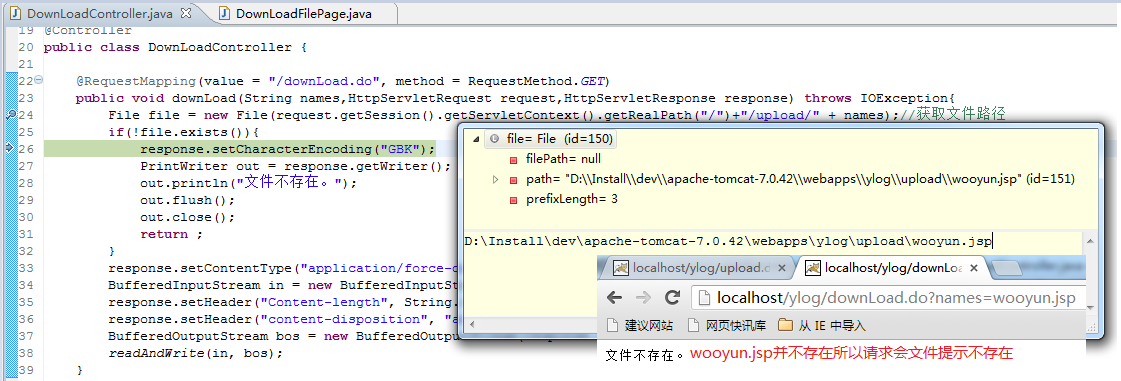 DownLoadController.java
DownLoadFilePage.java
19 @Controller
20 public class DownLoadController {
21
22 @RequestMapping(value = "/downLoad.do", method = RequestMethod.GET)
23 public void downLoad(String names,HttpServletRequest request,HttpServletResponse response) throws IOException{
24 File file = new File(request.getSession().getServletContext().getRealPath("/")+"/upload/" + names);//获取文件路径
25 if(!file.exists()){
26 response.setCharacterEncoding("GBK");
27 PrintWriter out = response.getWriter();
28 out.println("文件不存在。");
29 out.flush();
30 out.close();
31 return ;
32 }
33 response.setContentType("application/force-
34 BufferedInputStream in = new BufferedInputSt
35 response.setHeader("Content-length", String.
36 response.setHeader("content-disposition", "a
37 BufferedOutputStream bos = new BufferedOutpu
38 readAndWrite(in, bos);
39 }
file= File (id=150)
filePath= null
path= "D:\\Install\\dev\\apache-tomcat-7.0.42\\webapps\\ylog\\upload\\wooyun.jsp" (id=151)
prefixLength= 3
D:\Install\dev\apache-tomcat-7.0.42\webapps\ylog\upload\wooyun.jsp
localhost/ylog/upload.d
localhost/ylog/downLoa
localhost/ylog/downLoad.do?names=wooyun.jsp
建议网站 网页快讯库 从 IE 中导入
文件不存在。wooyun.jsp并不存在所以请求会文件提示不存在